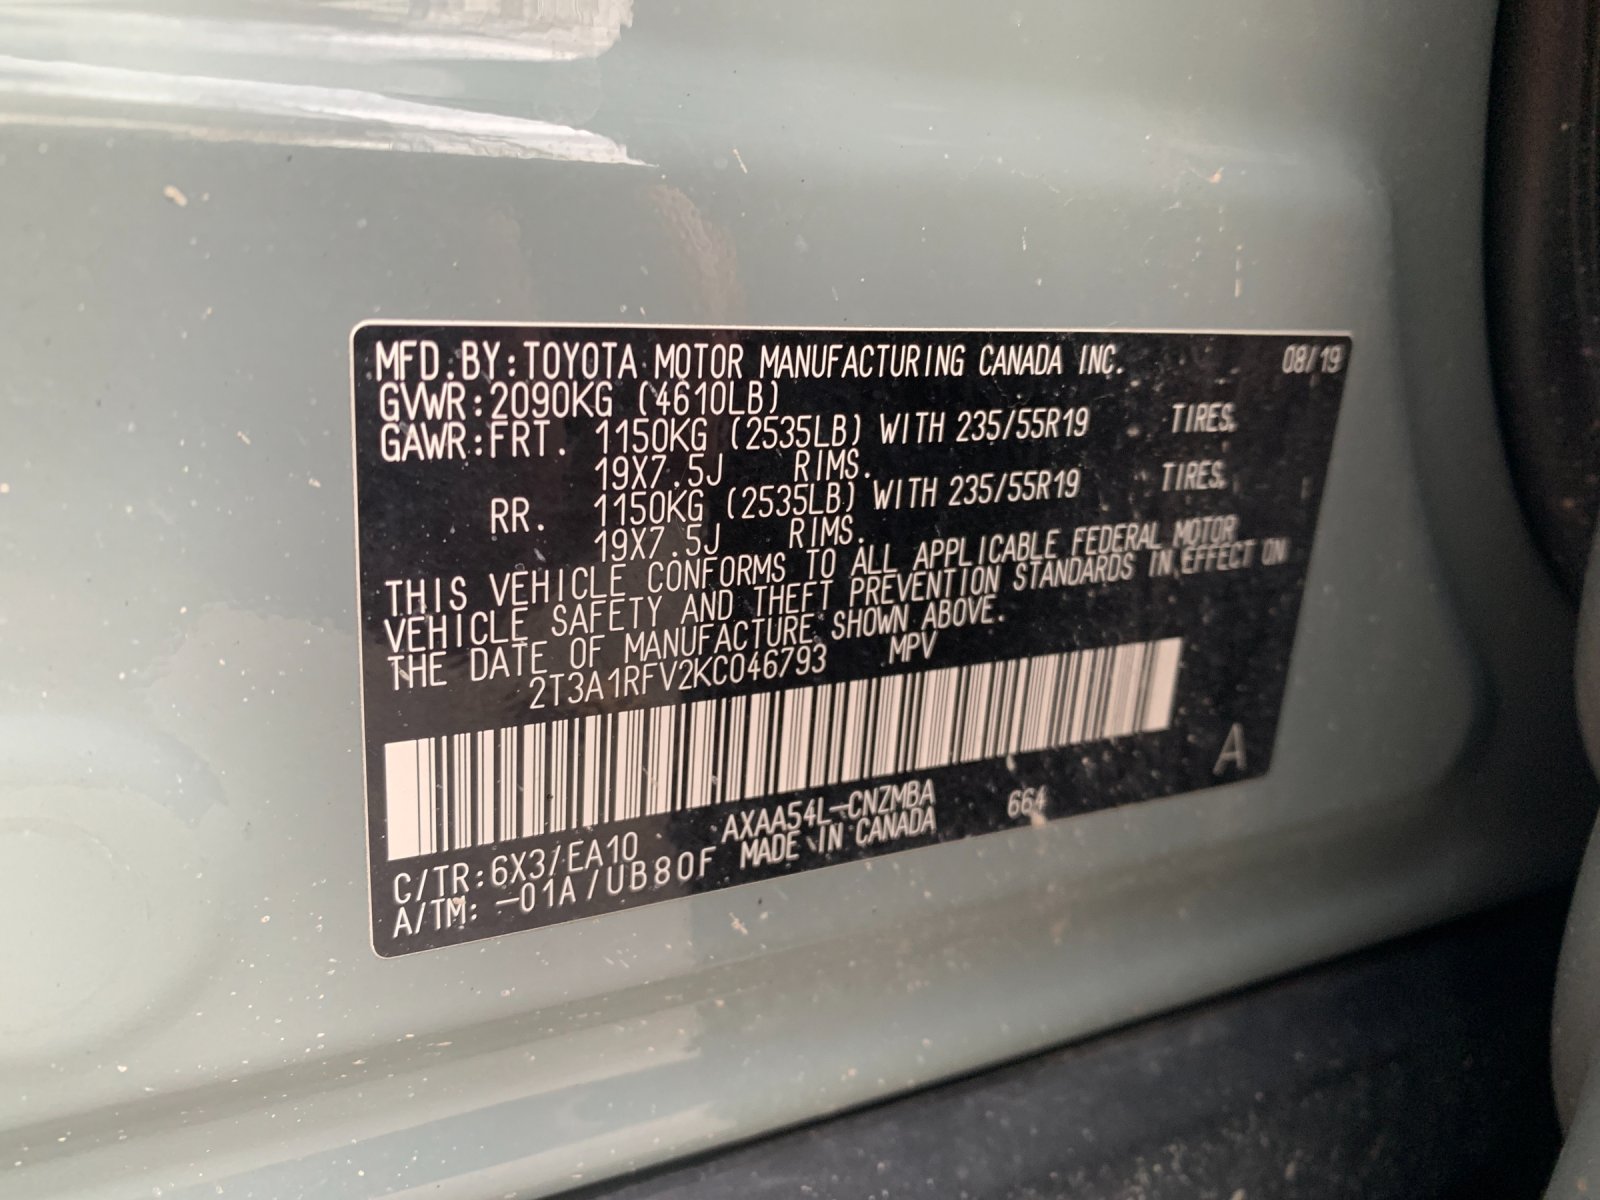 MFD.BY:TOYOTA MOTOR MANUFACTURING CANADA INC. 08/19
GVWR:2090KG (4610LB)
GAWR:FRT. 1150KG (2535LB) WITH 235/55R19 TIRES,
19X7.5J RIMS.
RR. 1150KG (2535LB) WITH 235/55R19 TIRES,
19X7.5J RIMS.
THIS VEHICLE CONFORMS TO ALL APPLICABLE FEDERAL MOTOR
VEHICLE SAFETY AND THEFT PREVENTION STANDARDS IN EFFECT ON
THE DATE OF MANUFACTURE SHOWN ABOVE.
2T3A1RFV2KC046793 MPV
A
AXAA54L-CNZMBA 664
C/TR:6X3/EA10
MADE IN CANADA
A/TM: -01A/UB80F